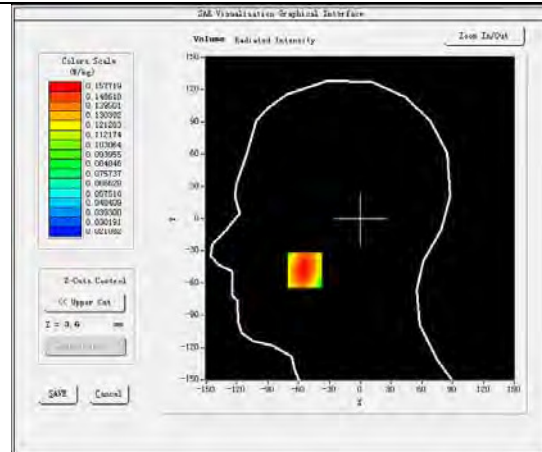 SAR Visualisation Graphical Interface
Volume Radiated Intensity
Zoom In/Out
Colors Scale
(W/kg)
0.157719
0.148610
0.139501
0.130392
0.121283
0.112174
0.103064
0.093955
0.084846
0.075737
0.066628
0.057519
0.048409
0.039300
0.030191
0.021082
Z-Cuts Control
<< Upper Cut
Z = 3.6 mm
SAVE
Cancel
150
120
90
60
30
0
-30
-60
-90
-120
-150
Y
-150 -120 -90 -60 -30 0 30 60 90 120 150
X